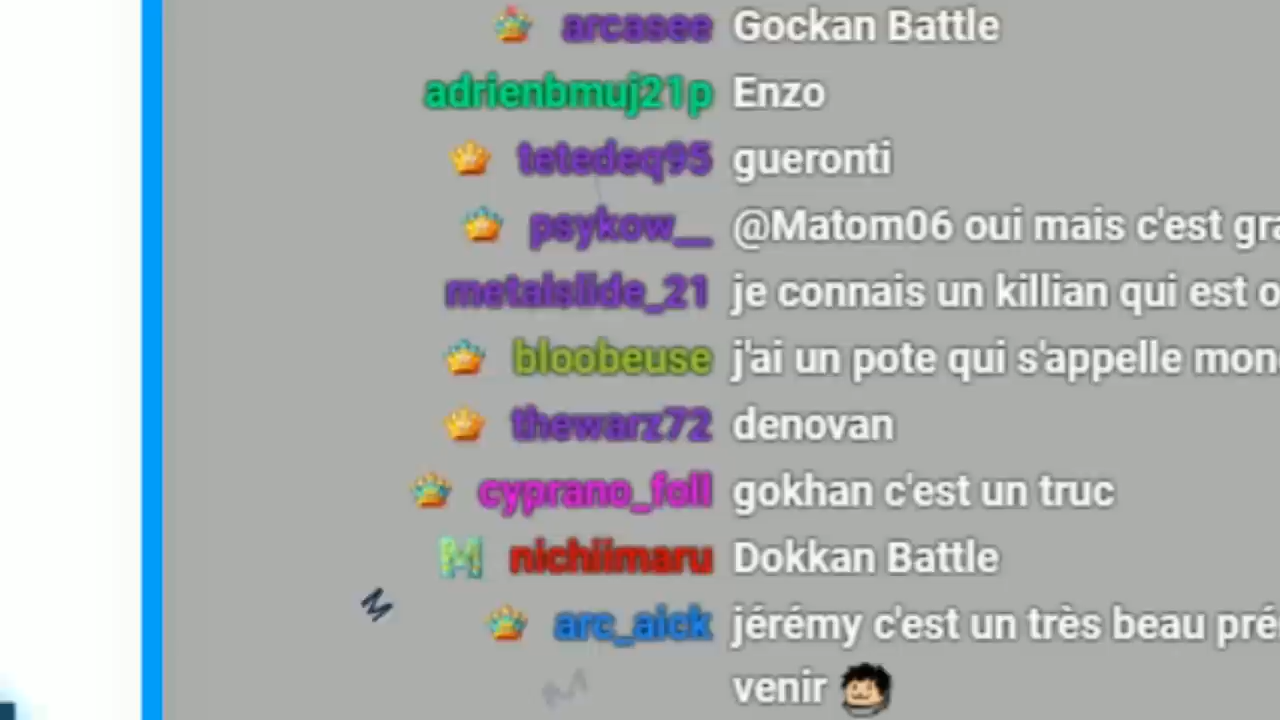 arcasee Gockan Battle
adrienbmuj21p Enzo
tetedeq95 gueronti
psykow__ @Matom06 oui mais c'est gra
metalslide_21 je connais un killian qui est o
bloobeuse j'ai un pote qui s'appelle mon
thewarz72 denovan
cyprano_foll gokhan c'est un truc
nichiimaru Dokkan Battle
arc_aick jérémy c'est un très beau pré
venir